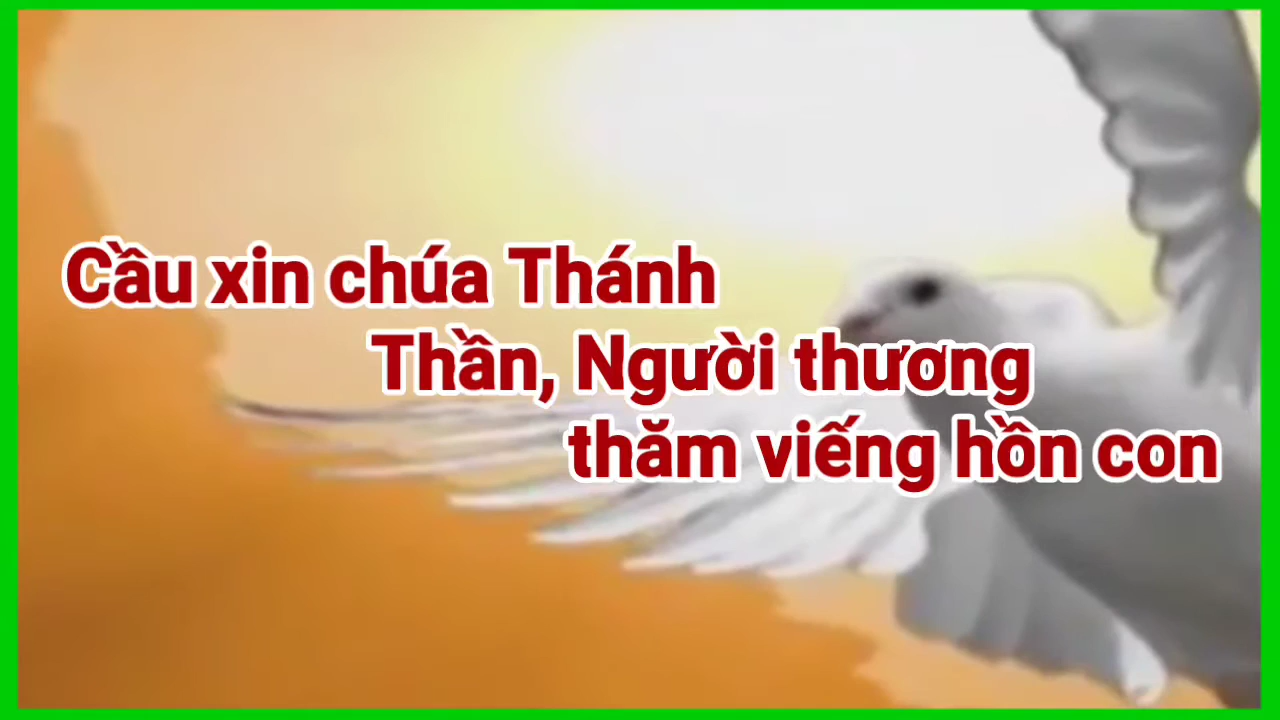 Cầu xin chúa Thánh
Thần, Người thương
thăm viếng hồn con